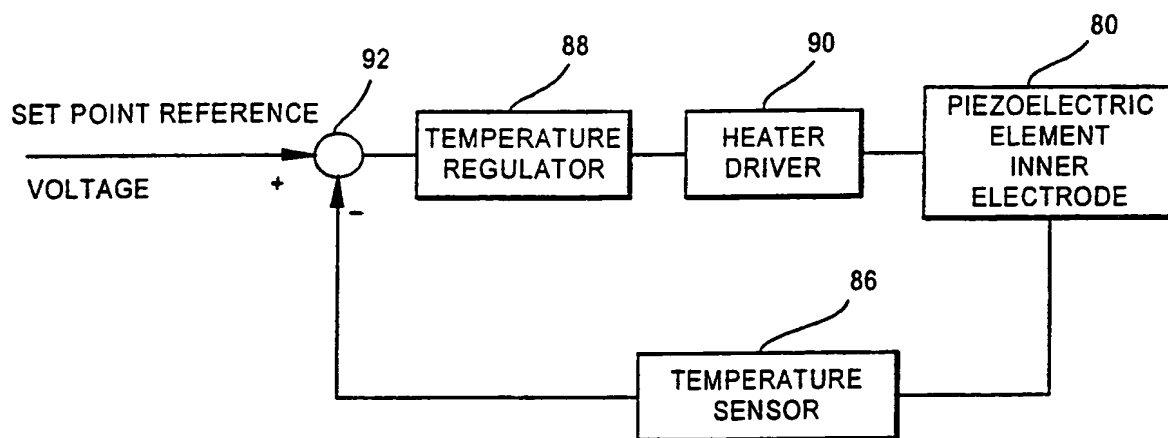 92
88
90
80
SET POINT REFERENCE
VOLTAGE
+
-
TEMPERATURE
REGULATOR
HEATER
DRIVER
PIEZOELECTRIC
ELEMENT
INNER
ELECTRODE
86
TEMPERATURE
SENSOR